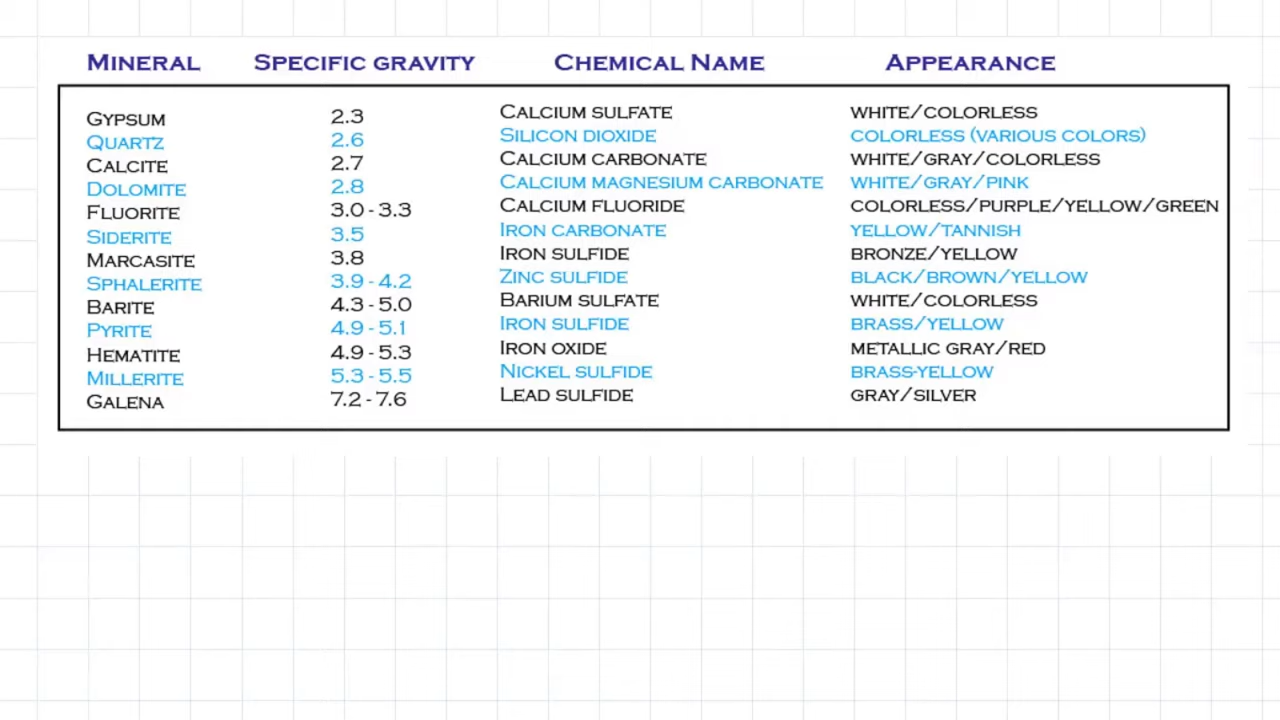 MINERAL SPECIFIC GRAVITY CHEMICAL NAME APPEARANCE
GYPSUM 2.3 CALCIUM SULFATE WHITE/COLORLESS
QUARTZ 2.6 SILICON DIOXIDE COLORLESS (VARIOUS COLORS)
CALCITE 2.7 CALCIUM CARBONATE WHITE/GRAY/COLORLESS
DOLOMITE 2.8 CALCIUM MAGNESIUM CARBONATE WHITE/GRAY/PINK
FLUORITE 3.0 - 3.3 CALCIUM FLUORIDE COLORLESS/PURPLE/YELLOW/GREEN
SIDERITE 3.5 IRON CARBONATE YELLOW/TANNISH
MARCASITE 3.8 IRON SULFIDE BRONZE/YELLOW
SPHALERITE 3.9 - 4.2 ZINC SULFIDE BLACK/BROWN/YELLOW
BARITE 4.3 - 5.0 BARIUM SULFATE WHITE/COLORLESS
PYRITE 4.9 - 5.1 IRON SULFIDE BRASS/YELLOW
HEMATITE 4.9 - 5.3 IRON OXIDE METALLIC GRAY/RED
MILLERITE 5.3 - 5.5 NICKEL SULFIDE BRASS-YELLOW
GALENA 7.2 - 7.6 LEAD SULFIDE GRAY/SILVER